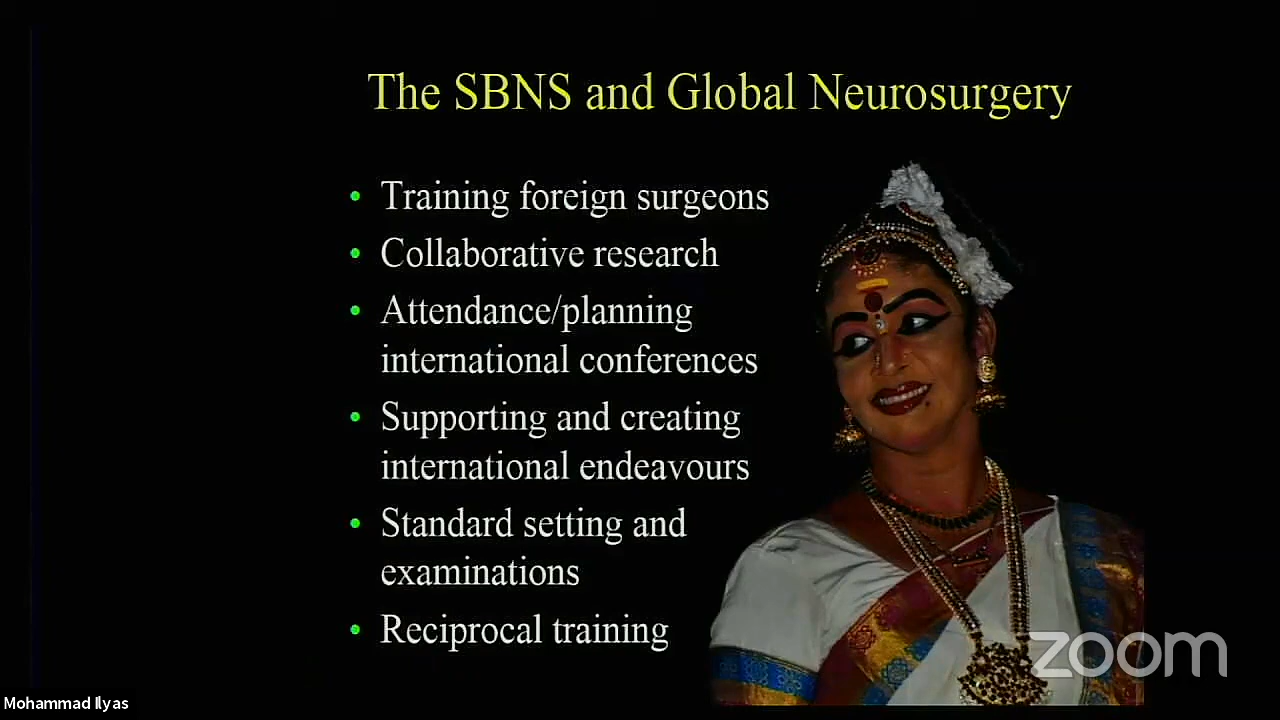 The SBNS and Global Neurosurgery
• Training foreign surgeons
• Collaborative research
• Attendance/planning
international conferences
• Supporting and creating
international endeavours
• Standard setting and
examinations
• Reciprocal training
zoom
Mohammad Ilyas